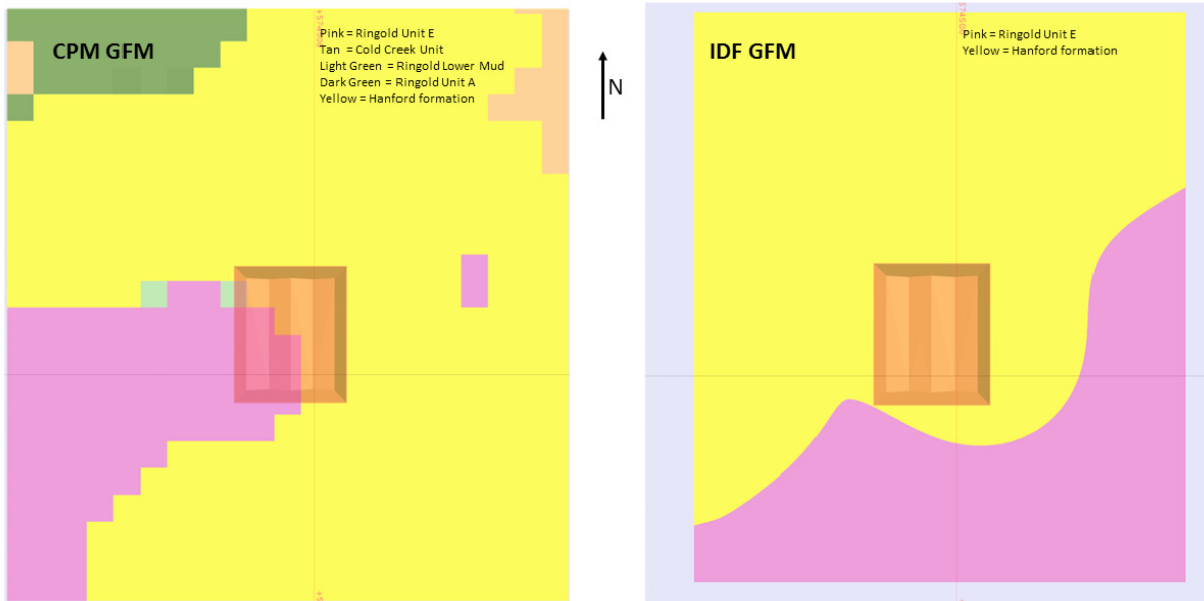 CPM GFM
Pink = Ringold Unit E
Tan = Cold Creek Unit
Light Green = Ringold Lower Mud
Dark Green = Ringold Unit A
Yellow = Hanford formation
N
IDF GFM
Pink = Ringold Unit E
Yellow = Hanford formation